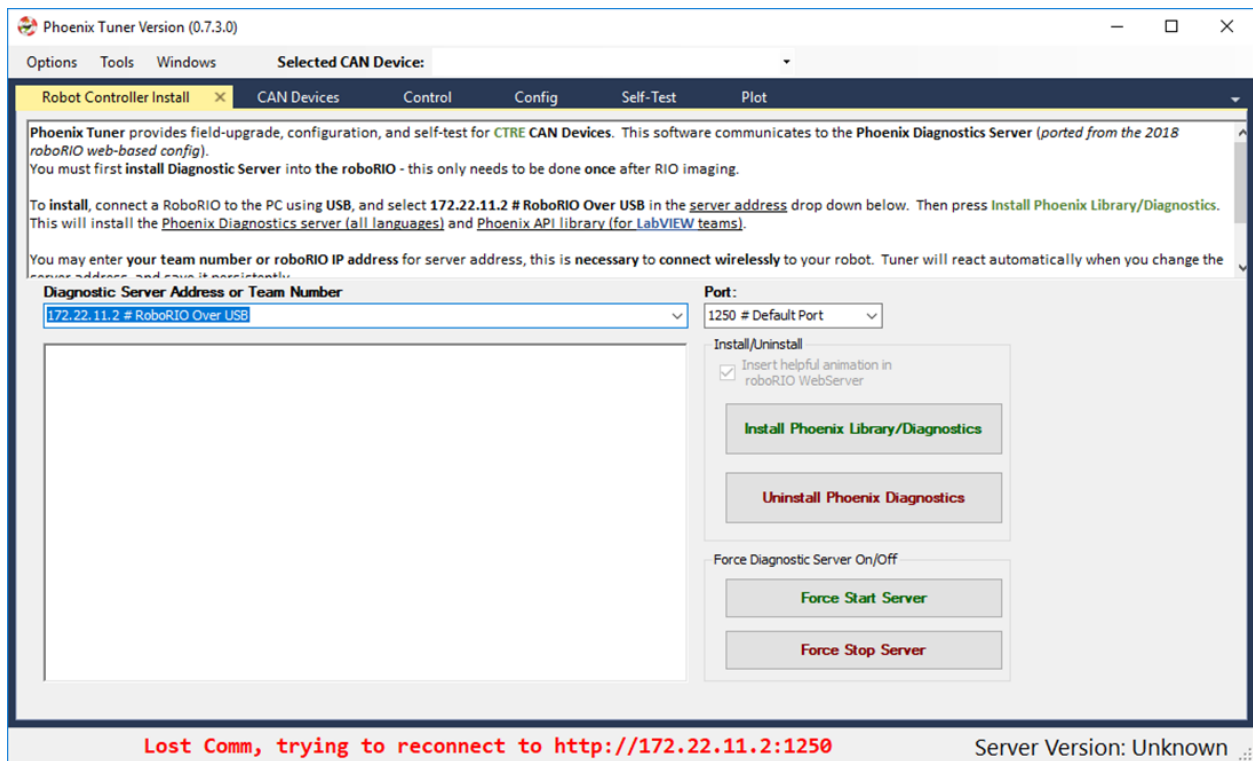 Phoenix Tuner Version (0.7.3.0)
Options Tools Windows Selected CAN Device:
Robot Controller Install CAN Devices Control Config Self-Test Plot
Phoenix Tuner provides field-upgrade, configuration, and self-test for CTRE CAN Devices. This software communicates to the Phoenix Diagnostics Server (ported from the 2018
roboRIO web-based config).
You must first install Diagnostic Server into the roboRIO - this only needs to be done once after RIO imaging.
To install, connect a RoboRIO to the PC using USB, and select 172.22.11.2 # RoboRIO Over USB in the server address drop down below. Then press Install Phoenix Library/Diagnostics.
This will install the Phoenix Diagnostics server (all languages) and Phoenix API library (for LabVIEW teams).
You may enter your team number or roboRIO IP address for server address, this is necessary to connect wirelessly to your robot. Tuner will react automatically when you change the
server address, and save it persistently.
Diagnostic Server Address or Team Number
172.22.11.2 # RoboRIO Over USB
Port:
1250 # Default Port
Install/Uninstall
Insert helpful animation in
roboRIO WebServer
Install Phoenix Library/Diagnostics
Uninstall Phoenix Diagnostics
Force Diagnostic Server On/Off
Force Start Server
Force Stop Server
Lost Comm, trying to reconnect to http://172.22.11.2:1250
Server Version: Unknown